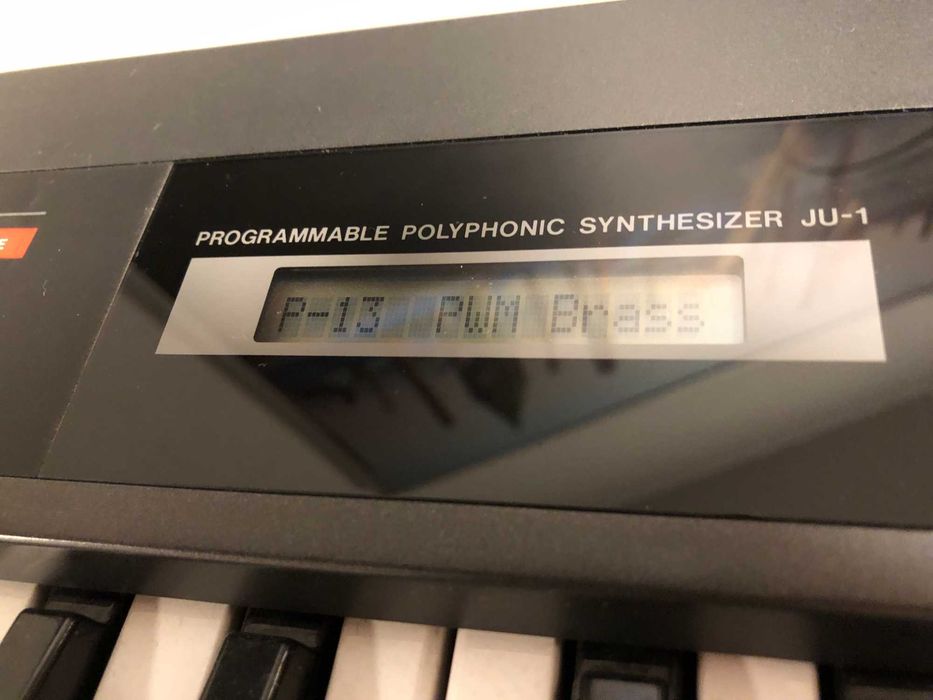 PROGRAMMABLE POLYPHONIC SYNTHESIZER JU-1
P-13 PWM Brass